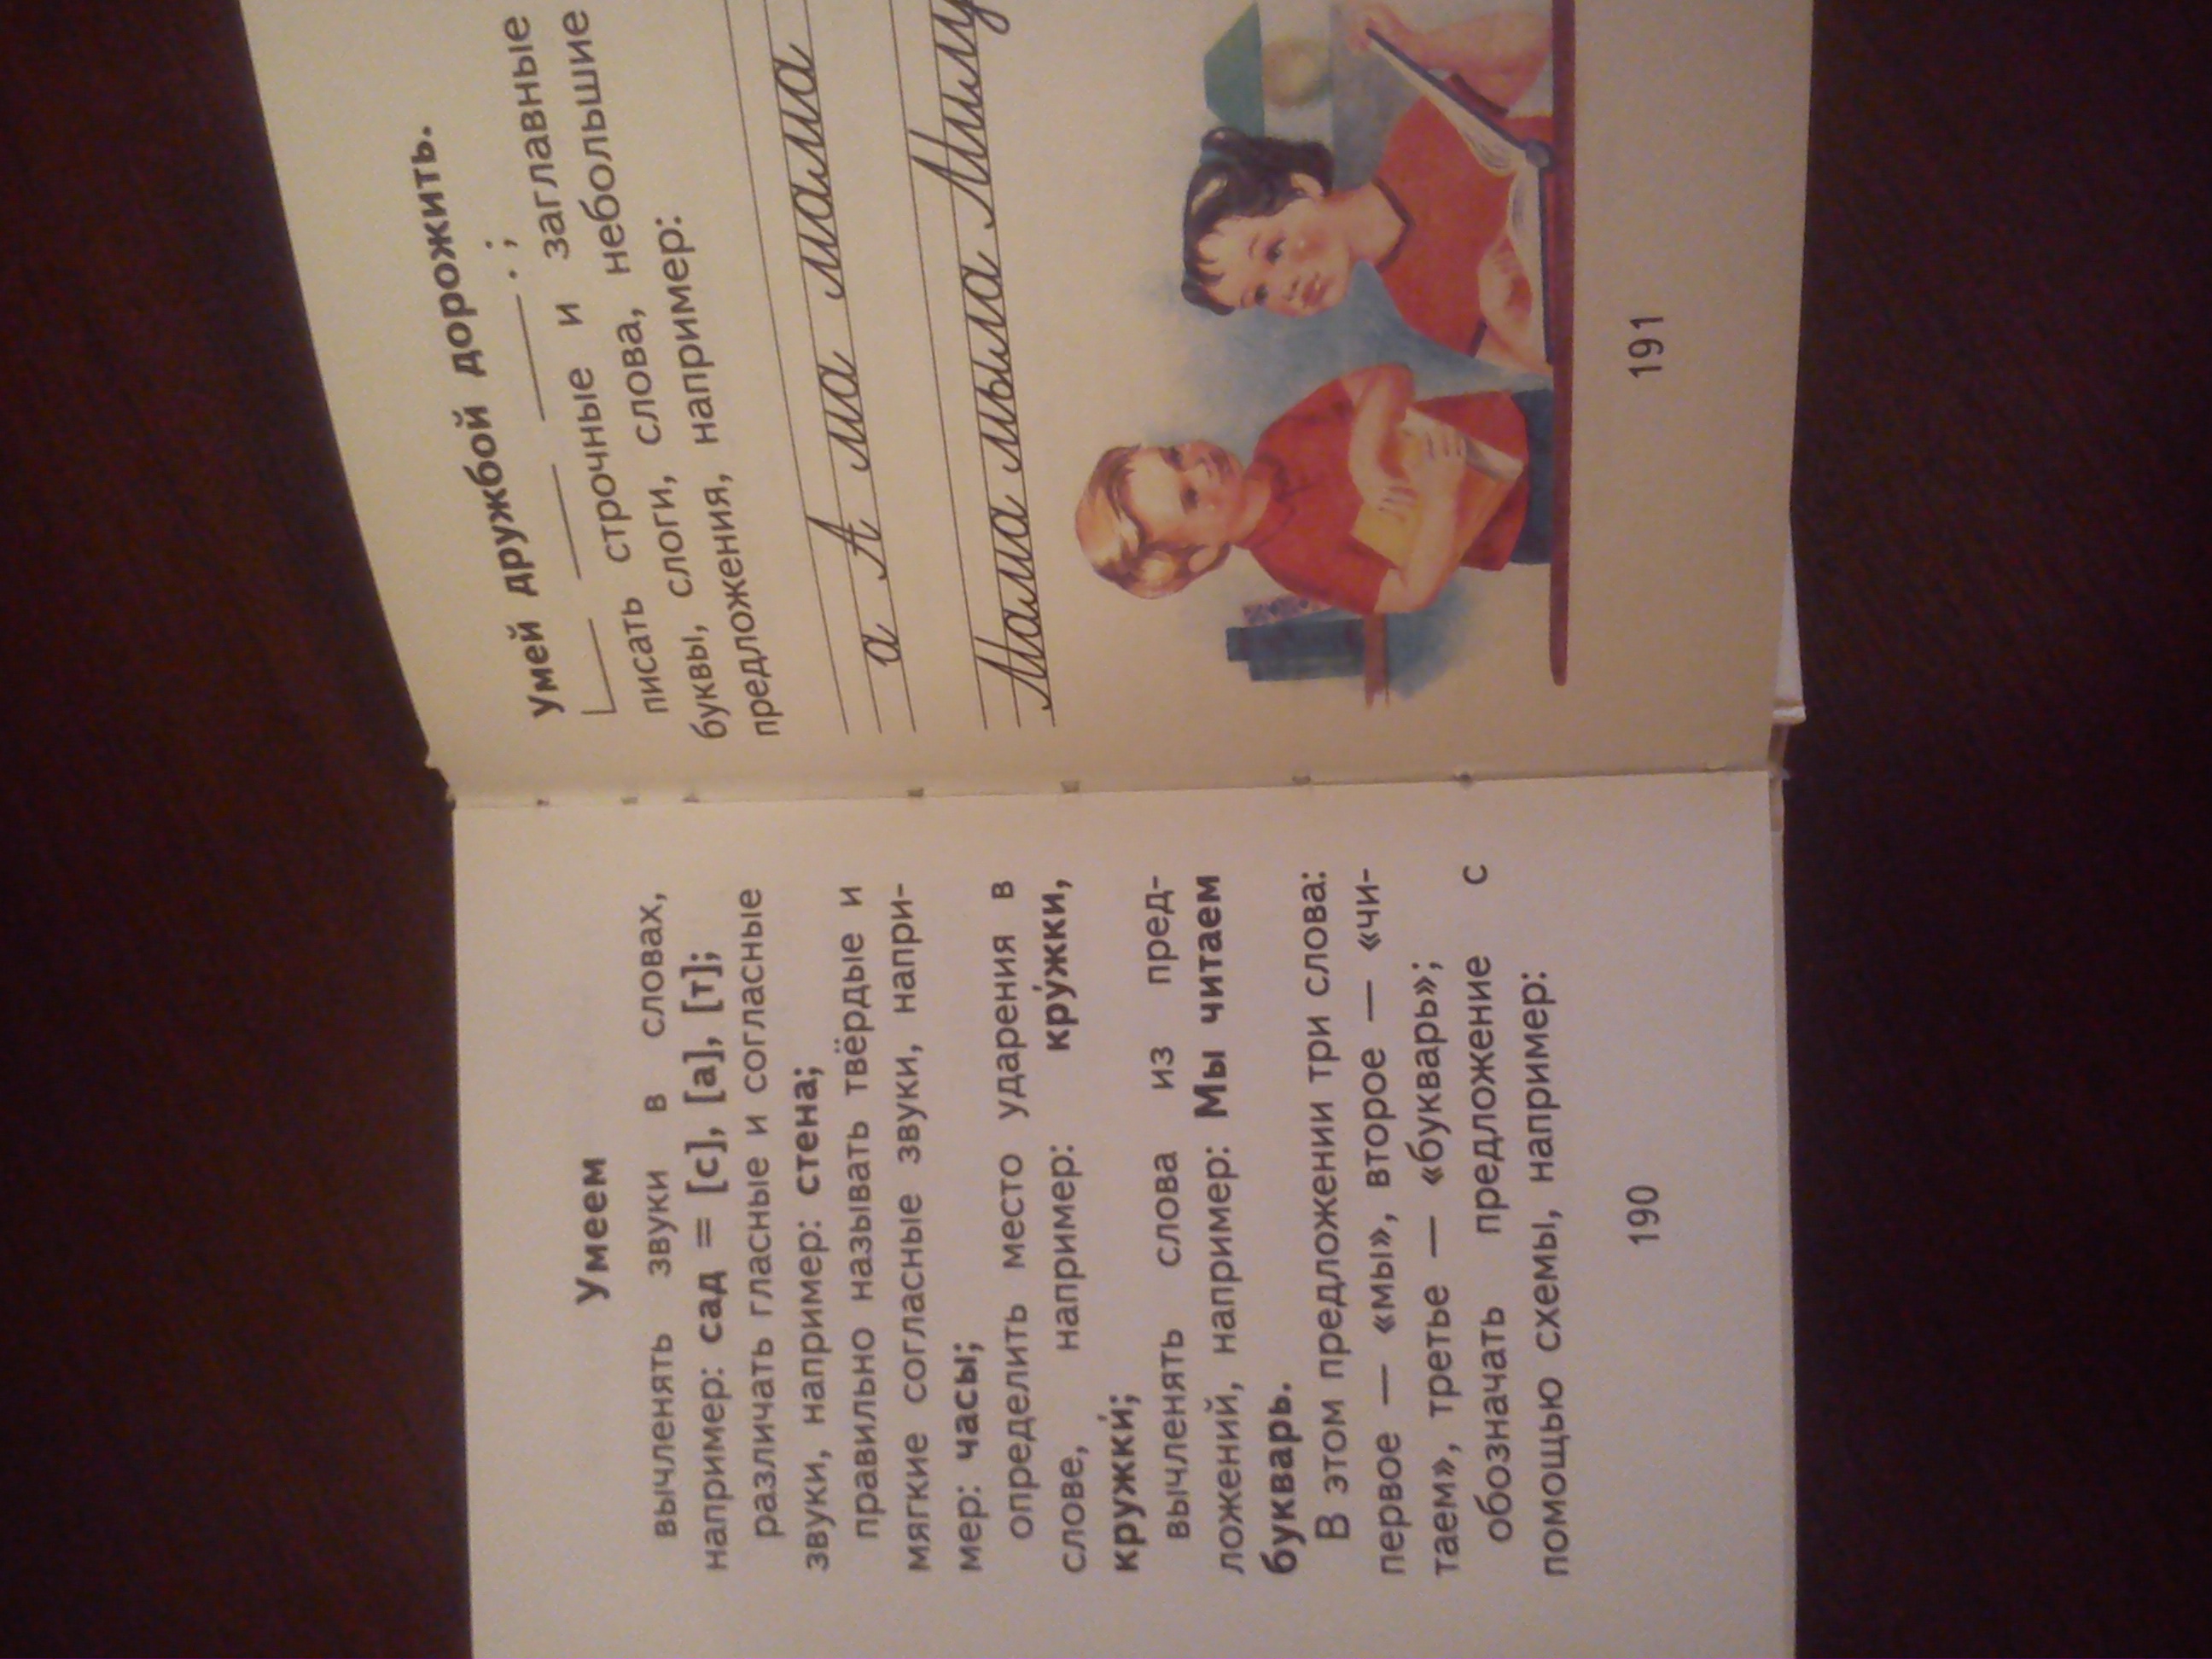 Умеем
вычленять звуки в словах,
например: сад = [с], [а], [т];
различать гласные и согласные
звуки, например: стена;
правильно называть твёрдые и
мягкие согласные звуки, напри-
мер: часы;
определить место ударения в
слове, например: кру́жки,
кружки́;
вычленять слова из пред-
ложений, например: Мы читаем
букварь.
В этом предложении три слова:
первое — «мы», второе — «чи-
таем», третье — «букварь»;
обозначать предложение с
помощью схемы, например:
190
Умей дружбой дорожить.
писать строчные и заглавные
буквы, слоги, слова, небольшие
предложения, например:
а А ма мама
Мама мыла Милу
191